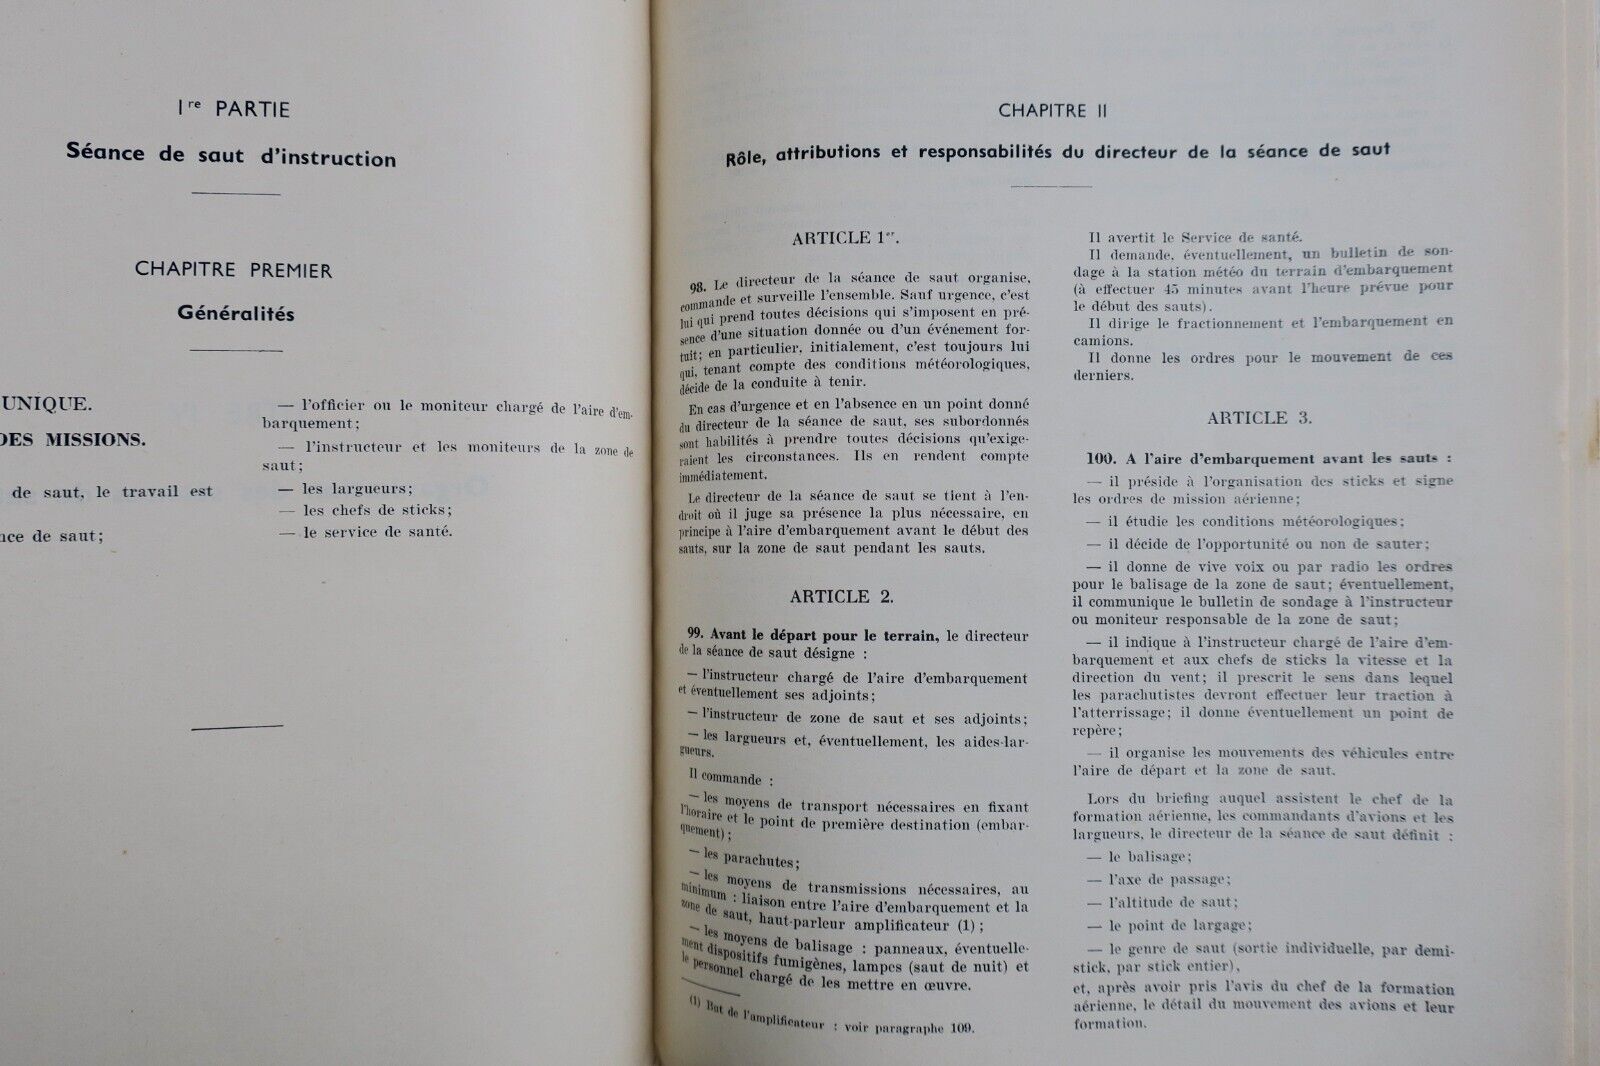 Ire PARTIE
Séance de saut d'instruction
CHAPITRE PREMIER
Généralités
UNIQUE.
DES MISSIONS.
de saut, le travail est
nce de saut;
— l'officier ou le moniteur chargé de l'aire d'em-
barquement;
— l'instructeur et les moniteurs de la zone de
saut;
— les largueurs;
— les chefs de sticks;
— le service de santé.
CHAPITRE II
Rôle, attributions et responsabilités du directeur de la séance de saut
ARTICLE 1er.
98. Le directeur de la séance de saut organise,
commande et surveille l'ensemble. Sauf urgence, c'est
lui qui prend toutes décisions qui s'imposent en pré-
sence d'une situation donnée ou d'un événement for-
tuit; en particulier, initialement, c'est toujours lui
qui, tenant compte des conditions météorologiques,
décide de la conduite à tenir.
En cas d'urgence et en l'absence en un point donné
du directeur de la séance de saut, ses subordonnés
sont habilités à prendre toutes décisions qu'exige-
raient les circonstances. Ils en rendent compte
immédiatement.
Le directeur de la séance de saut se tient à l'en-
droit où il juge sa présence la plus nécessaire, en
principe à l'aire d'embarquement avant le début des
sauts, sur la zone de saut pendant les sauts.
ARTICLE 2.
99. Avant le départ pour le terrain, le directeur
de la séance de saut désigne :
— l'instructeur chargé de l'aire d'embarquement
et éventuellement ses adjoints;
— l'instructeur de zone de saut et ses adjoints;
— les largueurs et, éventuellement, les aides-lar-
gueurs.
Il commande :
— les moyens de transport nécessaires en fixant
l'horaire et le point de première destination (embar-
quement);
— les parachutes;
— les moyens de transmissions nécessaires, au
minimum : liaison entre l'aire d'embarquement et la
zone de saut, haut-parleur amplificateur (1);
— les moyens de balisage : panneaux, éventuelle-
ment dispositifs fumigènes, lampes (saut de nuit) et
le personnel chargé de les mettre en œuvre.
(1) But de l'amplificateur : voir paragraphe 109.
Il avertit le Service de santé.
Il demande, éventuellement, un bulletin de son-
dage à la station météo du terrain d'embarquement
(à effectuer 45 minutes avant l'heure prévue pour
le début des sauts).
Il dirige le fractionnement et l'embarquement en
camions.
Il donne les ordres pour le mouvement de ces
derniers.
ARTICLE 3.
100. A l'aire d'embarquement avant les sauts :
— il préside à l'organisation des sticks et signe
les ordres de mission aérienne;
— il étudie les conditions météorologiques;
— il décide de l'opportunité ou non de sauter;
— il donne de vive voix ou par radio les ordres
pour le balisage de la zone de saut; éventuellement,
il communique le bulletin de sondage à l'instructeur
ou moniteur responsable de la zone de saut;
— il indique à l'instructeur chargé de l'aire d'em-
barquement et aux chefs de sticks la vitesse et la
direction du vent; il prescrit le sens dans lequel
les parachutistes devront effectuer leur traction à
l'atterrissage; il donne éventuellement un point de
repère;
— il organise les mouvements des véhicules entre
l'aire de départ et la zone de saut.
Lors du briefing auquel assistent le chef de la
formation aérienne, les commandants d'avions et les
largueurs, le directeur de la séance de saut définit :
— le balisage;
— l'axe de passage;
— l'altitude de saut;
— le point de largage;
— le genre de saut (sortie individuelle, par demi-
stick, par stick entier),
et, après avoir pris l'avis du chef de la formation
aérienne, le détail du mouvement des avions et leur
formation.